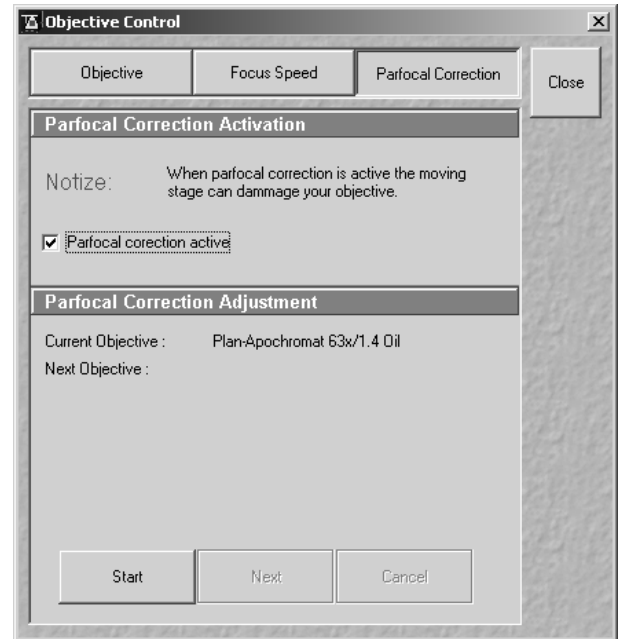 Objective Control
Objective
Focus Speed
Parfocal Correction
Close
Parfocal Correction Activation
Notize:
When parfocal correction is active the moving
stage can dammage your objective.
Parfocal corection active
Parfocal Correction Adjustment
Current Objective : Plan-Apochromat 63x/1.4 Oil
Next Objective :
Start
Next
Cancel